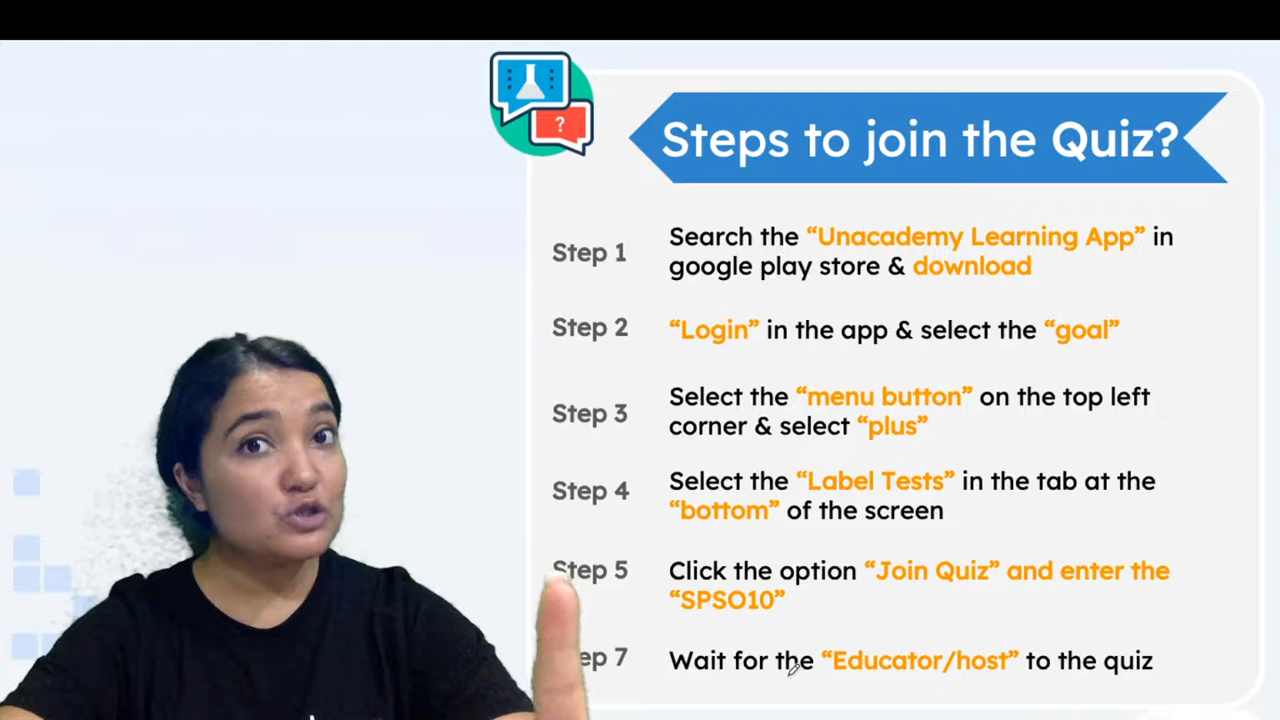 ?
Steps to join the Quiz?
Step 1
Search the “Unacademy Learning App” in
google play store & download
Step 2
“Login” in the app & select the “goal”
Step 3
Select the “menu button” on the top left
corner & select “plus”
Step 4
Select the “Label Tests” in the tab at the
“bottom” of the screen
Step 5
Click the option “Join Quiz” and enter the
“SPSO10”
ep 7
Wait for the “Educator/host” to the quiz